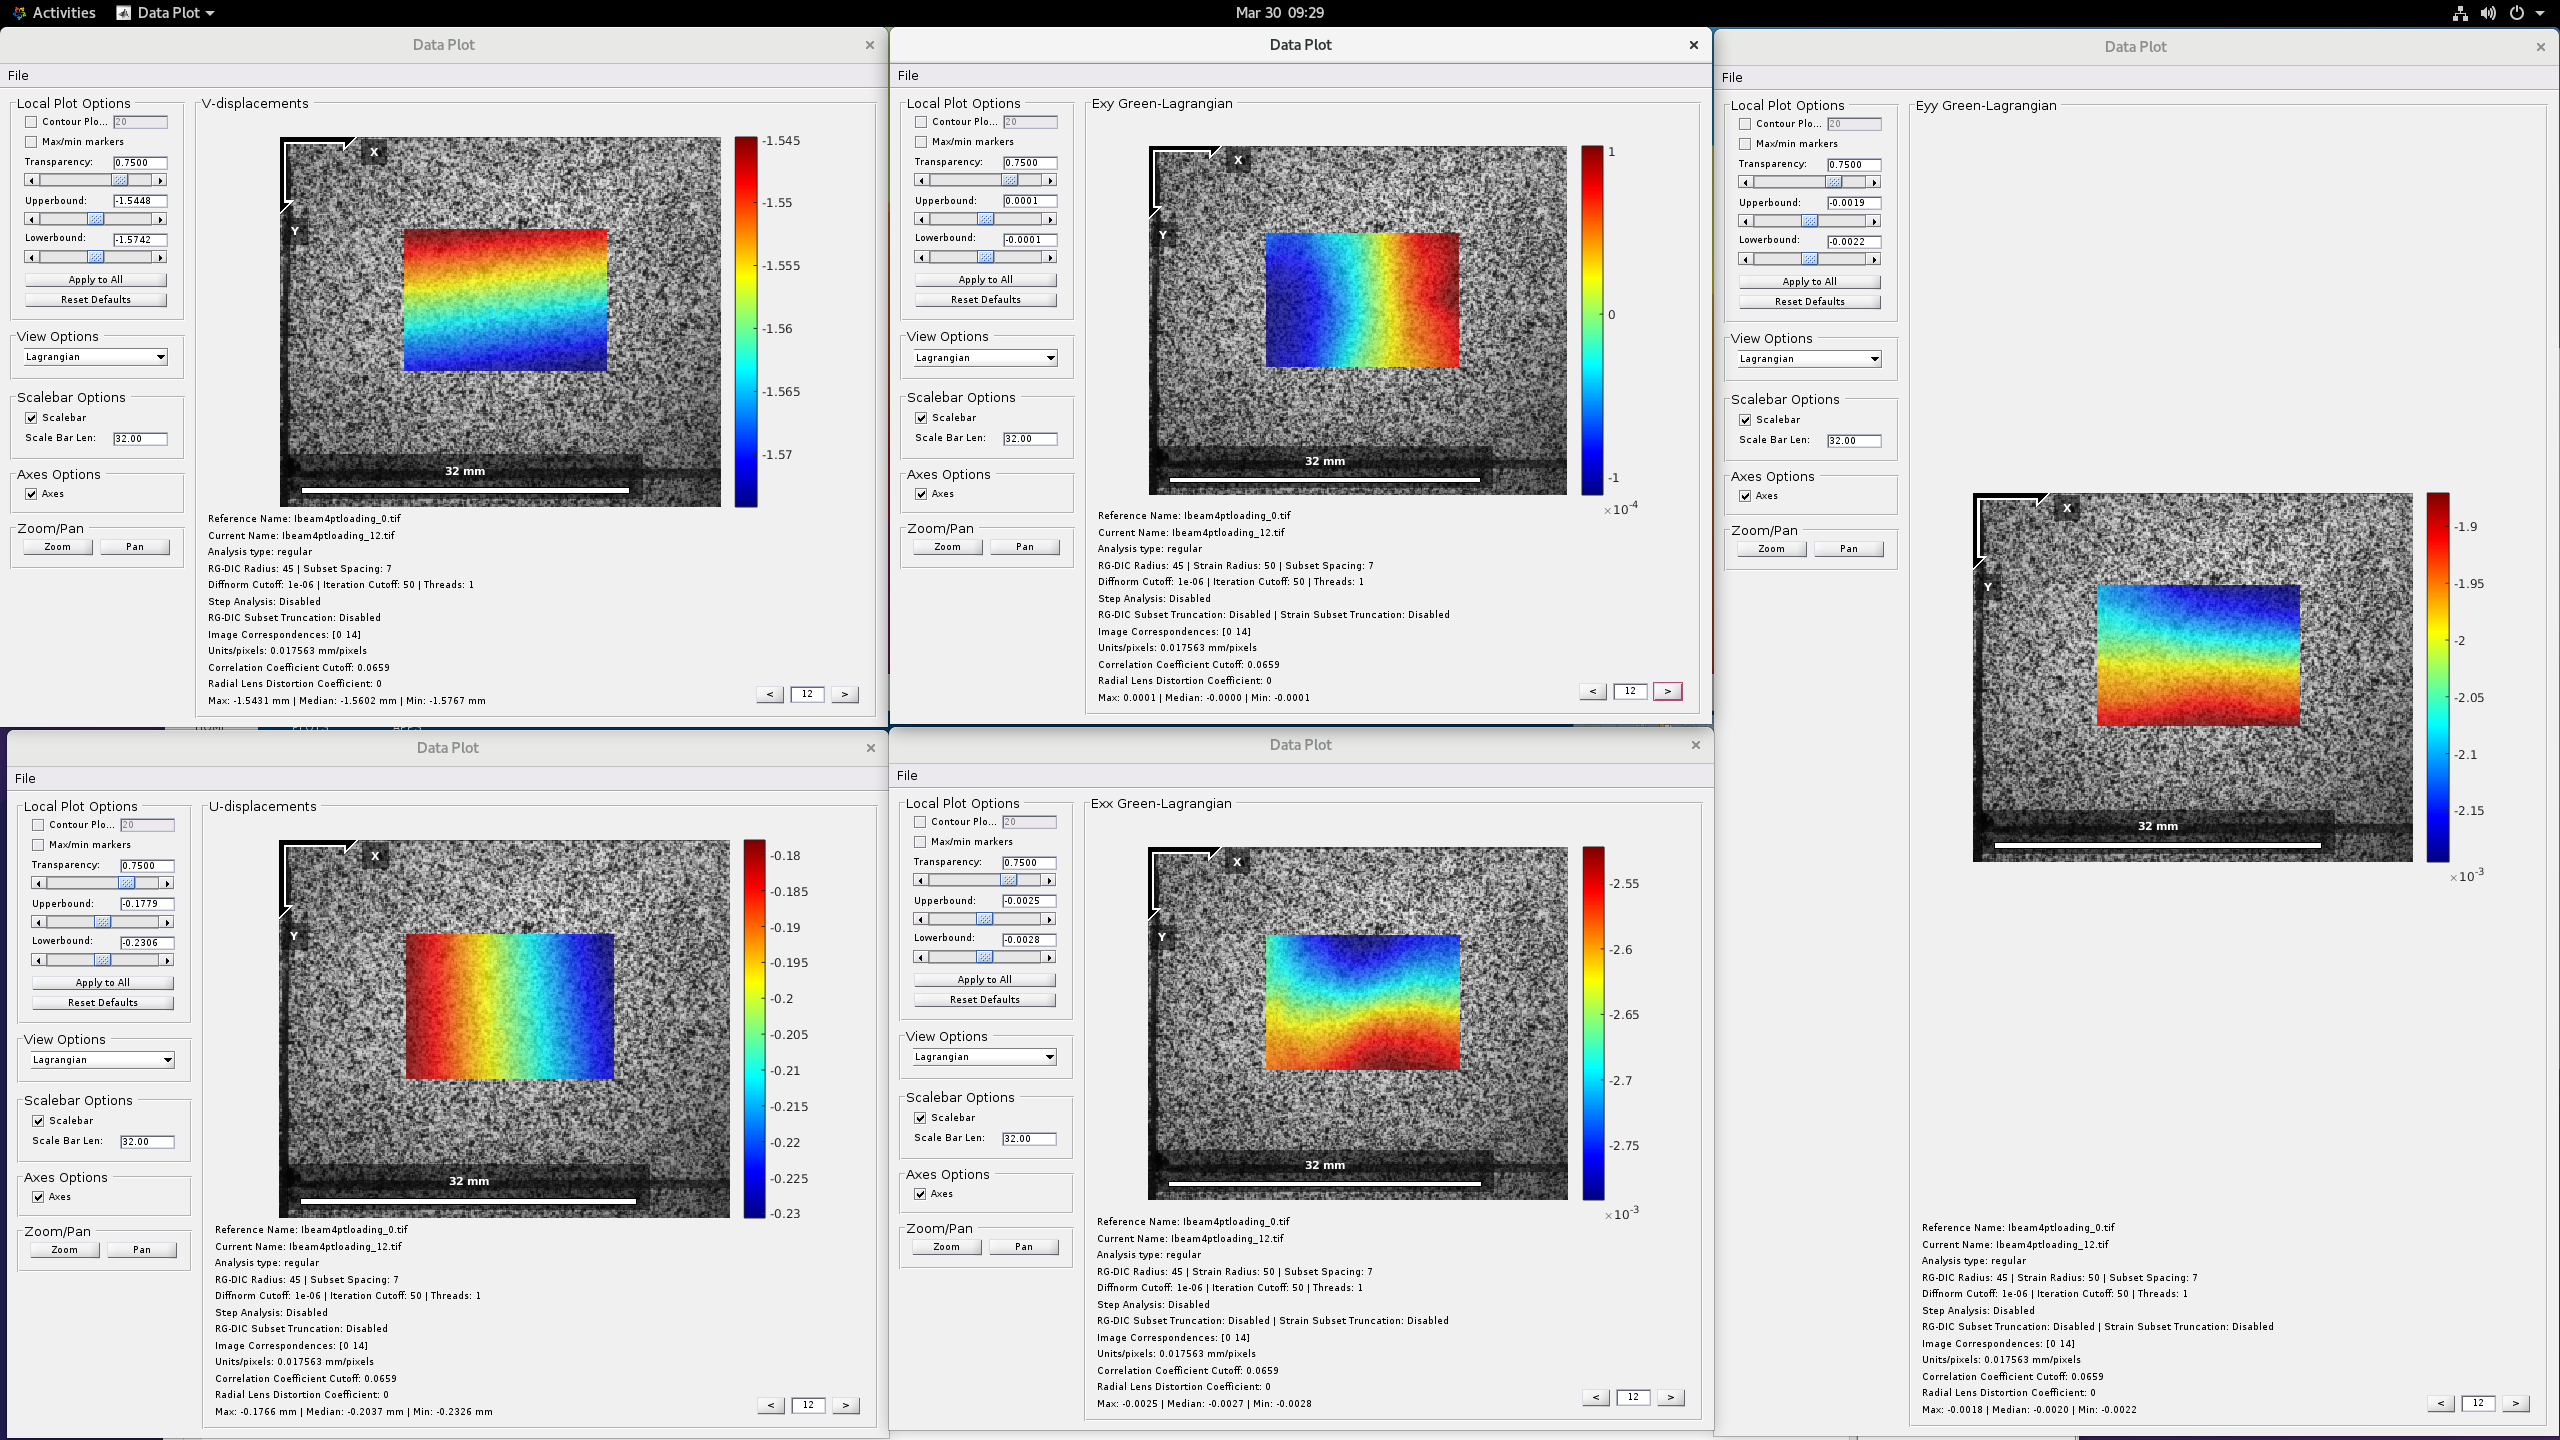 Activities
Data Plot
Mar 30 09:29
Data Plot
File
Local Plot Options
Contour Plo... 20
Max/min markers
Transparency: 0.7500
Upperbound: -1.5448
Lowerbound: -1.5742
Apply to All
Reset Defaults
View Options
Lagrangian
Scalebar Options
Scalebar
Scale Bar Len: 32.00
Axes Options
Axes
Zoom/Pan
Zoom Pan
V-displacements
X
Y
32 mm
-1.545
-1.55
-1.555
-1.56
-1.565
-1.57
Reference Name: Ibeam4ptloading_0.tif
Current Name: Ibeam4ptloading_12.tif
Analysis type: regular
RG-DIC Radius: 45 | Subset Spacing: 7
Diffnorm Cutoff: 1e-06 | Iteration Cutoff: 50 | Threads: 1
Step Analysis: Disabled
RG-DIC Subset Truncation: Disabled
Image Correspondences: [0 14]
Units/pixels: 0.017563 mm/pixels
Correlation Coefficient Cutoff: 0.0659
Radial Lens Distortion Coefficient: 0
Max: -1.5431 mm | Median: -1.5602 mm | Min: -1.5767 mm
< 12 >
Data Plot
File
Local Plot Options
Contour Plo... 20
Max/min markers
Transparency: 0.7500
Upperbound: 0.0001
Lowerbound: -0.0001
Apply to All
Reset Defaults
View Options
Lagrangian
Scalebar Options
Scalebar
Scale Bar Len: 32.00
Axes Options
Axes
Zoom/Pan
Zoom Pan
Exy Green-Lagrangian
X
Y
32 mm
1
0
-1
×10-4
Reference Name: Ibeam4ptloading_0.tif
Current Name: Ibeam4ptloading_12.tif
Analysis type: regular
RG-DIC Radius: 45 | Strain Radius: 50 | Subset Spacing: 7
Diffnorm Cutoff: 1e-06 | Iteration Cutoff: 50 | Threads: 1
Step Analysis: Disabled
RG-DIC Subset Truncation: Disabled | Strain Subset Truncation: Disabled
Image Correspondences: [0 14]
Units/pixels: 0.017563 mm/pixels
Correlation Coefficient Cutoff: 0.0659
Radial Lens Distortion Coefficient: 0
Max: 0.0001 | Median: -0.0000 | Min: -0.0001
< 12 >
Data Plot
File
Local Plot Options
Contour Plo... 20
Max/min markers
Transparency: 0.7500
Upperbound: -0.0019
Lowerbound: -0.0022
Apply to All
Reset Defaults
View Options
Lagrangian
Scalebar Options
Scalebar
Scale Bar Len: 32.00
Axes Options
Axes
Zoom/Pan
Zoom Pan
Eyy Green-Lagrangian
X
Y
32 mm
-1.9
-1.95
-2
-2.05
-2.1
-2.15
×10-3
Reference Name: Ibeam4ptloading_0.tif
Current Name: Ibeam4ptloading_12.tif
Analysis type: regular
RG-DIC Radius: 45 | Strain Radius: 50 | Subset Spacing: 7
Diffnorm Cutoff: 1e-06 | Iteration Cutoff: 50 | Threads: 1
Step Analysis: Disabled
RG-DIC Subset Truncation: Disabled | Strain Subset Truncation: Disabled
Image Correspondences: [0 14]
Units/pixels: 0.017563 mm/pixels
Correlation Coefficient Cutoff: 0.0659
Radial Lens Distortion Coefficient: 0
Max: -0.0018 | Median: -0.0020 | Min: -0.0022
< 12 >
Data Plot
File
Local Plot Options
Contour Plo... 20
Max/min markers
Transparency: 0.7500
Upperbound: -0.1779
Lowerbound: -0.2306
Apply to All
Reset Defaults
View Options
Lagrangian
Scalebar Options
Scalebar
Scale Bar Len: 32.00
Axes Options
Axes
Zoom/Pan
Zoom Pan
U-displacements
X
Y
32 mm
-0.18
-0.185
-0.19
-0.195
-0.2
-0.205
-0.21
-0.215
-0.22
-0.225
-0.23
Reference Name: Ibeam4ptloading_0.tif
Current Name: Ibeam4ptloading_12.tif
Analysis type: regular
RG-DIC Radius: 45 | Subset Spacing: 7
Diffnorm Cutoff: 1e-06 | Iteration Cutoff: 50 | Threads: 1
Step Analysis: Disabled
RG-DIC Subset Truncation: Disabled
Image Correspondences: [0 14]
Units/pixels: 0.017563 mm/pixels
Correlation Coefficient Cutoff: 0.0659
Radial Lens Distortion Coefficient: 0
Max: -0.1766 mm | Median: -0.2037 mm | Min: -0.2326 mm
< 12 >
Data Plot
File
Local Plot Options
Contour Plo... 20
Max/min markers
Transparency: 0.7500
Upperbound: -0.0025
Lowerbound: -0.0028
Apply to All
Reset Defaults
View Options
Lagrangian
Scalebar Options
Scalebar
Scale Bar Len: 32.00
Axes Options
Axes
Zoom/Pan
Zoom Pan
Exx Green-Lagrangian
X
Y
32 mm
-2.55
-2.6
-2.65
-2.7
-2.75
×10-3
Reference Name: Ibeam4ptloading_0.tif
Current Name: Ibeam4ptloading_12.tif
Analysis type: regular
RG-DIC Radius: 45 | Strain Radius: 50 | Subset Spacing: 7
Diffnorm Cutoff: 1e-06 | Iteration Cutoff: 50 | Threads: 1
Step Analysis: Disabled
RG-DIC Subset Truncation: Disabled | Strain Subset Truncation: Disabled
Image Correspondences: [0 14]
Units/pixels: 0.017563 mm/pixels
Correlation Coefficient Cutoff: 0.0659
Radial Lens Distortion Coefficient: 0
Max: -0.0025 | Median: -0.0027 | Min: -0.0028
< 12 >